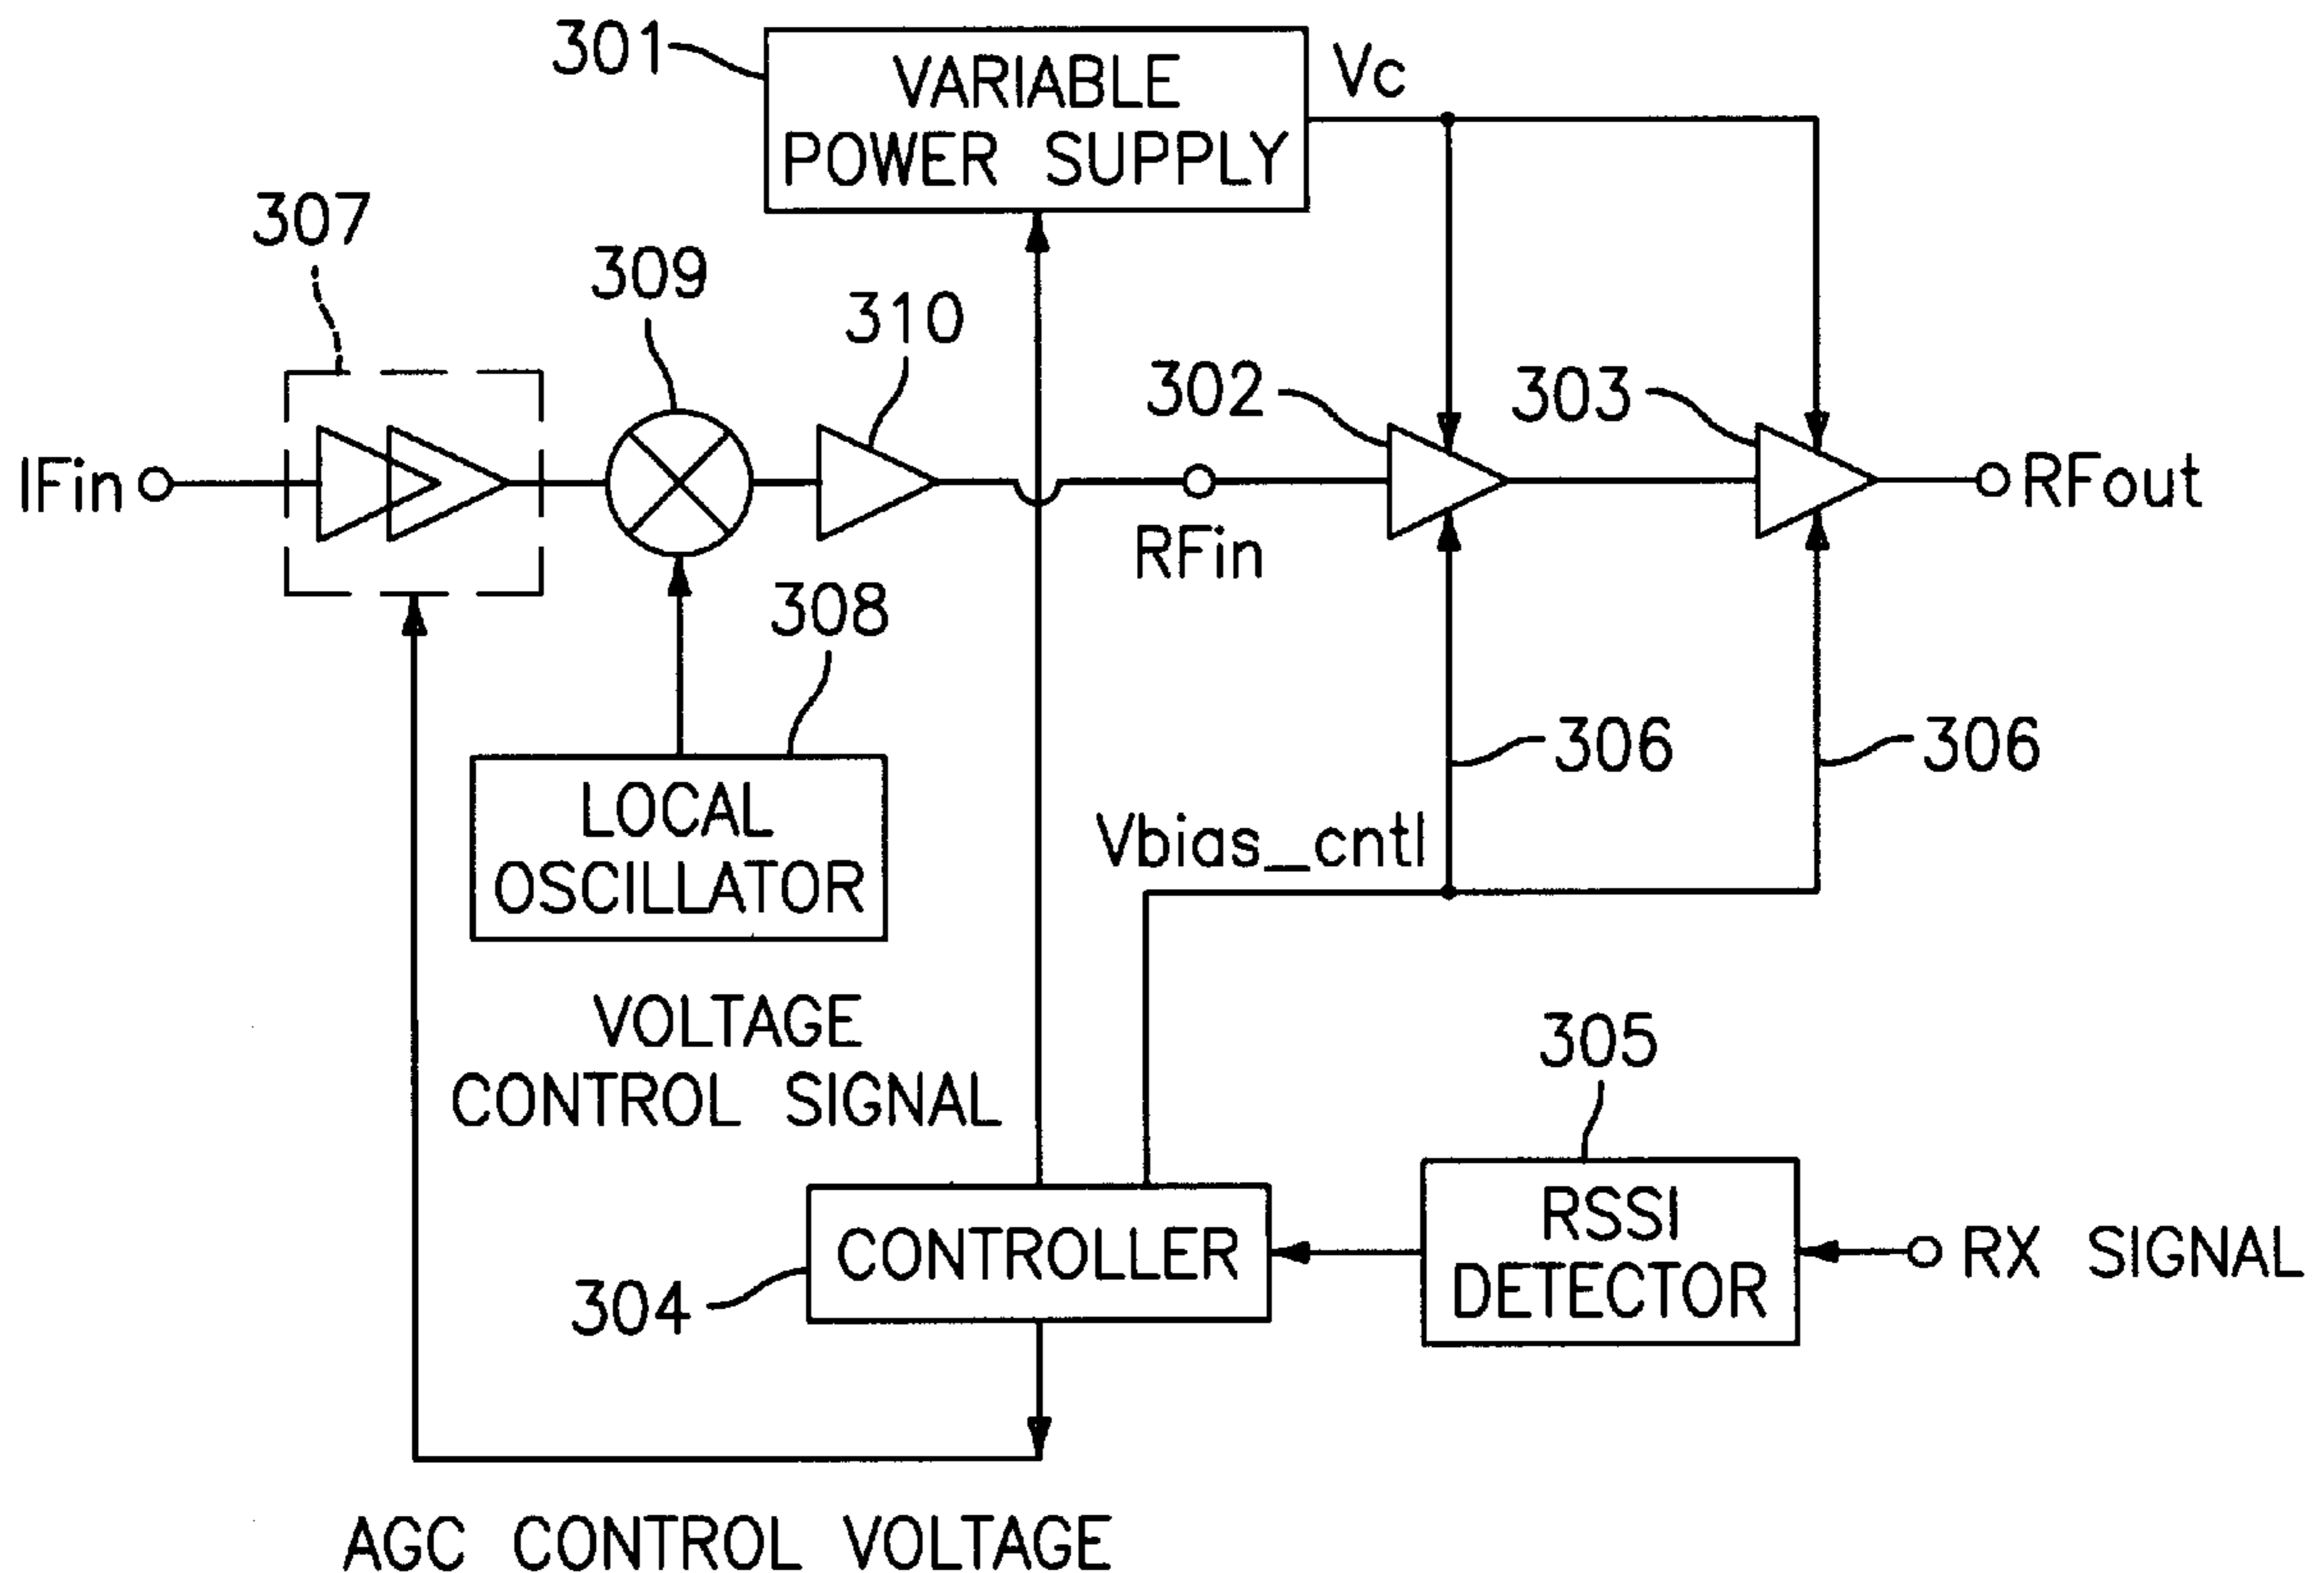 301
VARIABLE
POWER SUPPLY
Vc
307
309
310
302
303
IFin
RFin
RFout
308
LOCAL
OSCILLATOR
306
306
Vbias_cntl
VOLTAGE
CONTROL SIGNAL
305
304
CONTROLLER
RSSI
DETECTOR
RX SIGNAL
AGC CONTROL VOLTAGE